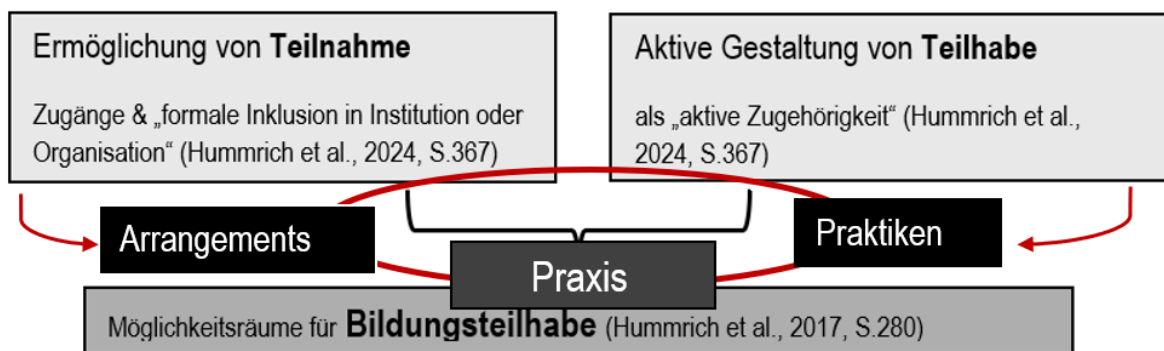 Ermöglichung von Teilnahme
Zugänge & „formale Inklusion in Institution oder
Organisation“ (Hummrich et al., 2024, S.367)
Aktive Gestaltung von Teilhabe
als „aktive Zugehörigkeit“ (Hummrich et al.,
2024, S.367)
Arrangements
Praktiken
Praxis
Möglichkeitsräume für Bildungsteilhabe (Hummrich et al., 2017, S.280)